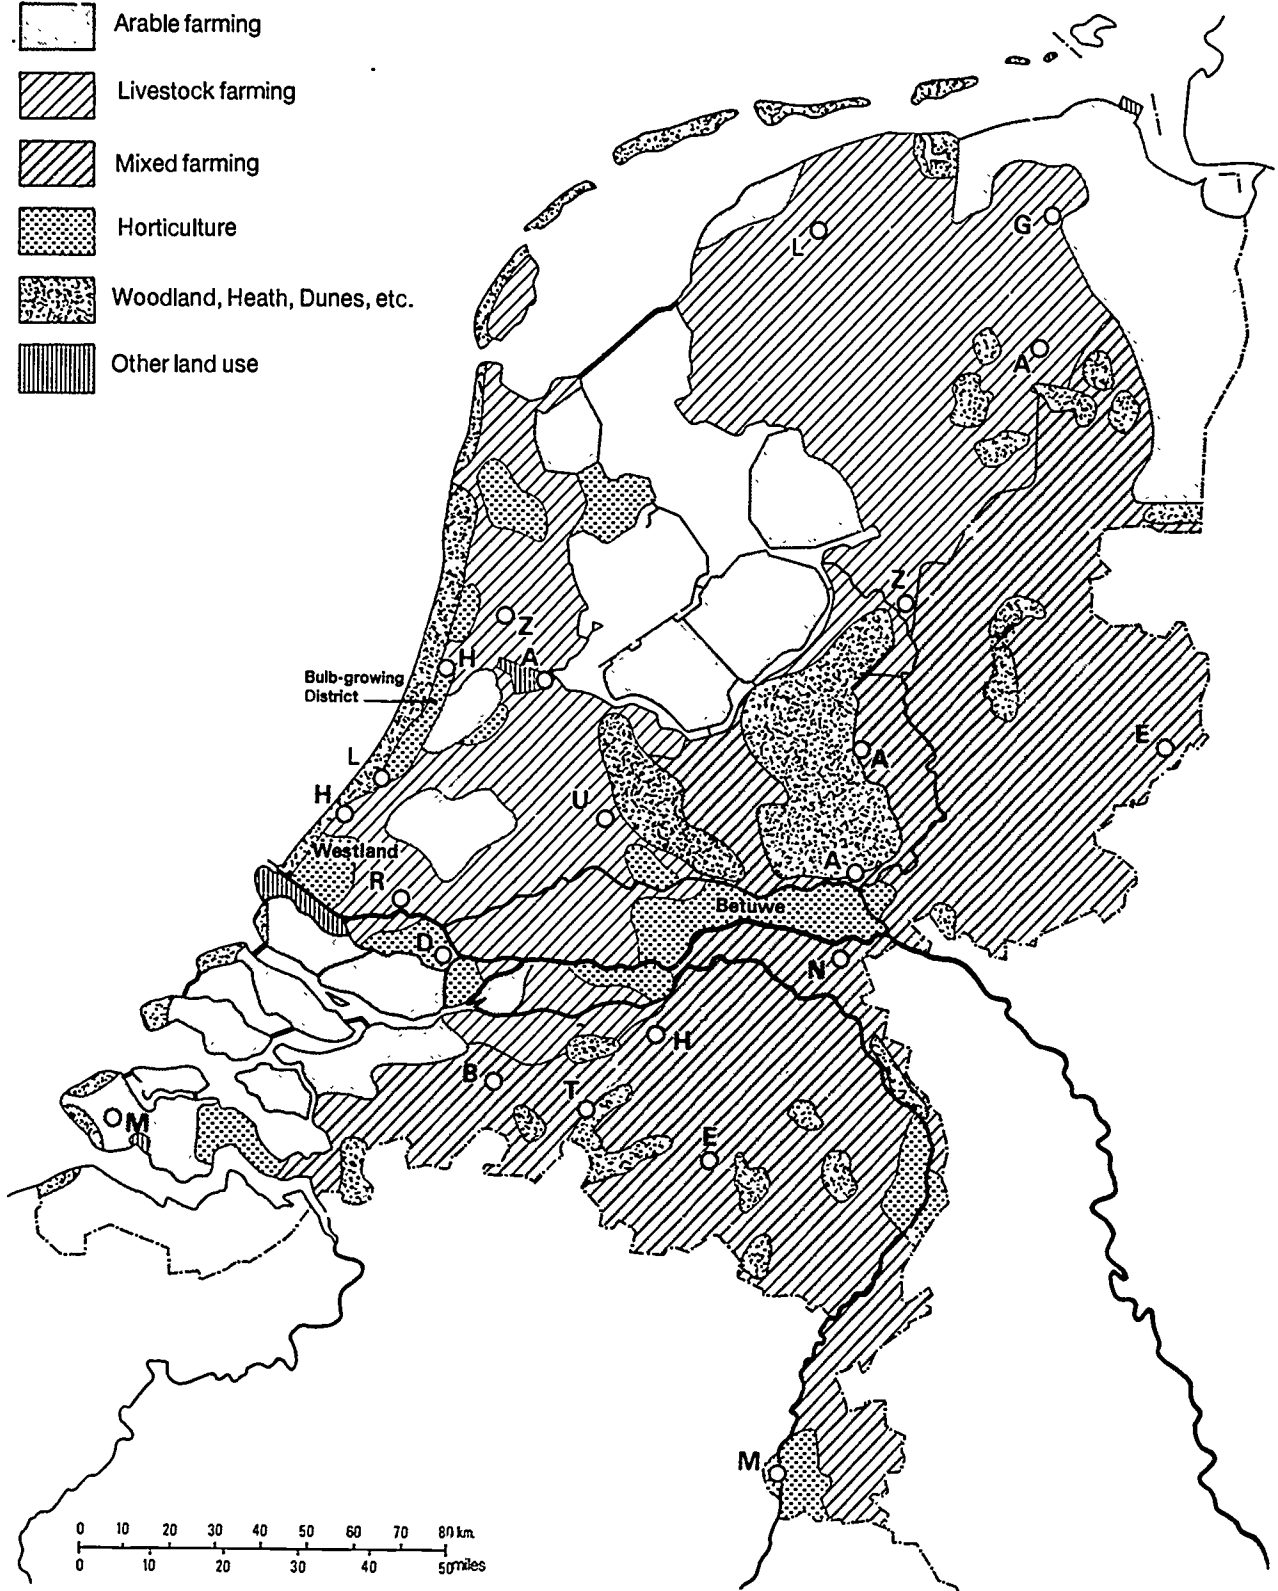 Arable farming
Livestock farming
Mixed farming
Horticulture
Woodland, Heath, Dunes, etc.
Other land use
L
G
A
Z
Z
H
A
Bulb-growing
District
E
L
A
H
U
Westland
A
R
Betuwe
D
N
H
B
T
M
E
M
0 10 20 30 40 50 60 70 80 km.
0 10 20 30 40 50 miles